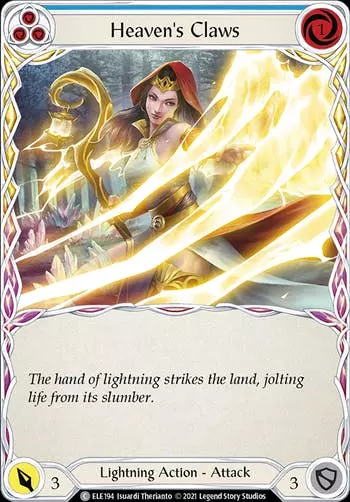 Heaven's Claws
1
The hand of lightning strikes the land, jolting
life from its slumber.
3
Lightning Action - Attack
3
C ELE194 Isuardi Therianto © 2021 Legend Story Studios